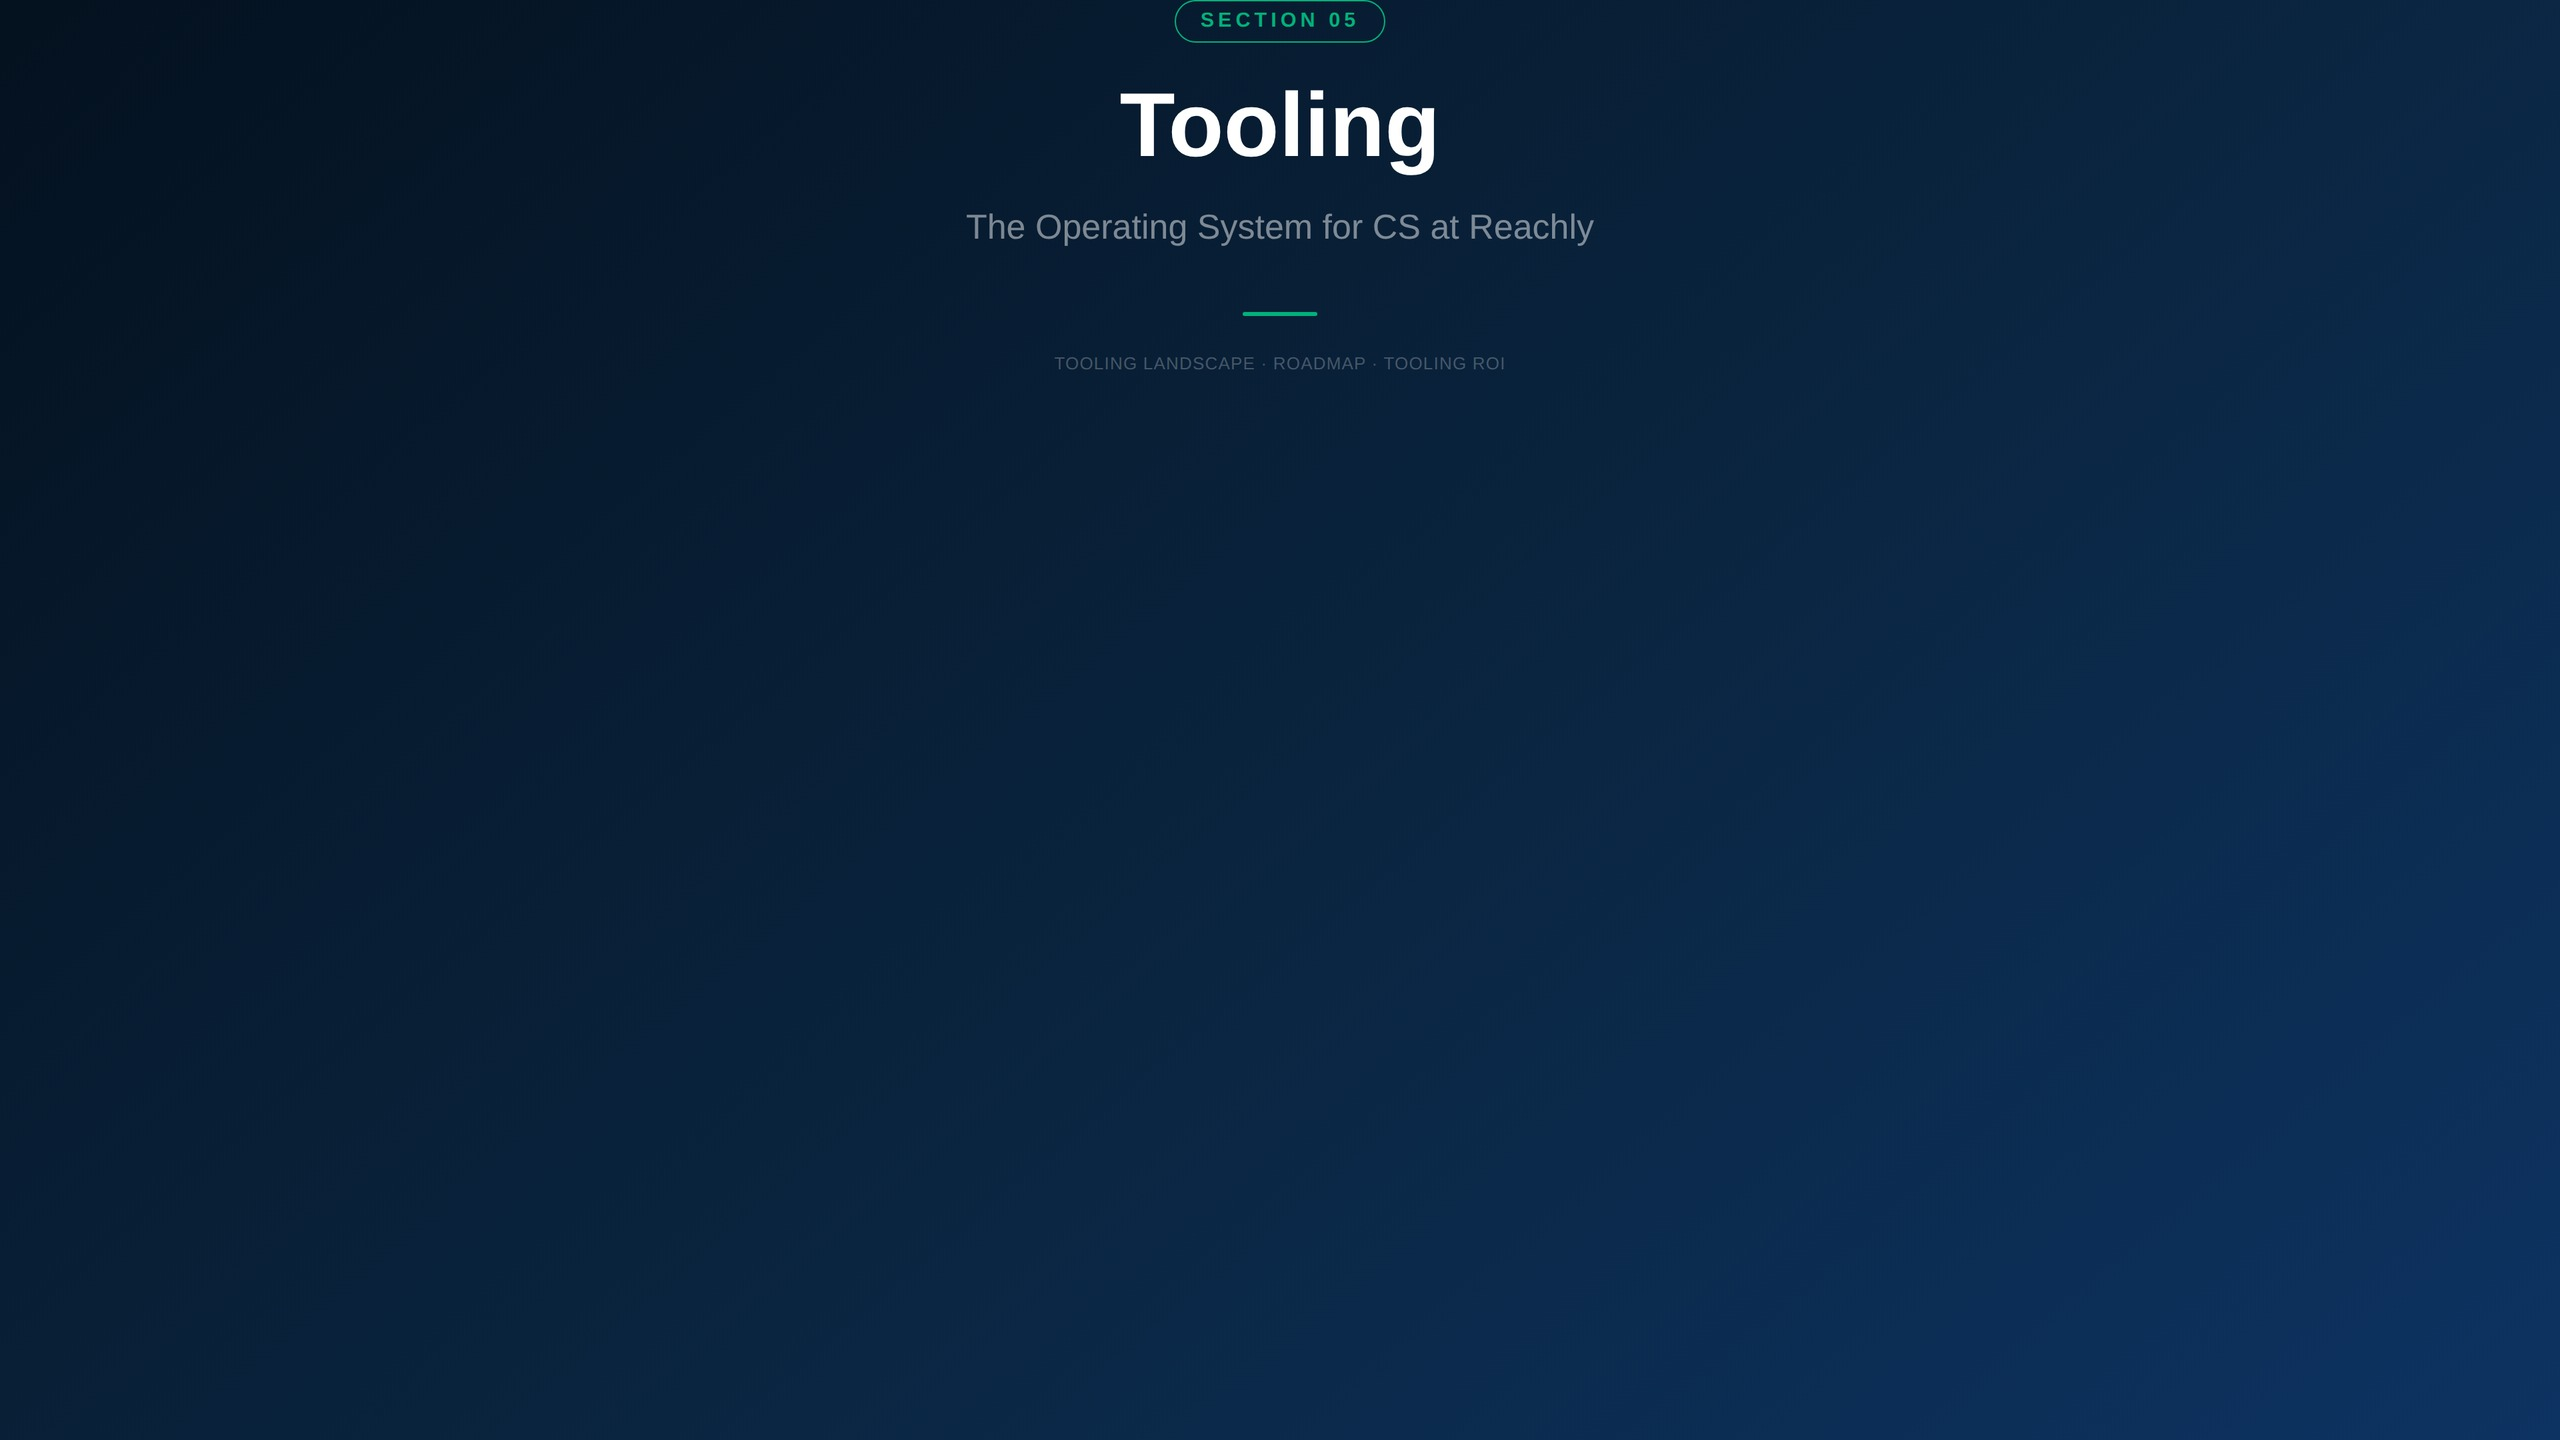 SECTION 05
Tooling
The Operating System for CS at Reachly
TOOLING LANDSCAPE · ROADMAP · TOOLING ROI